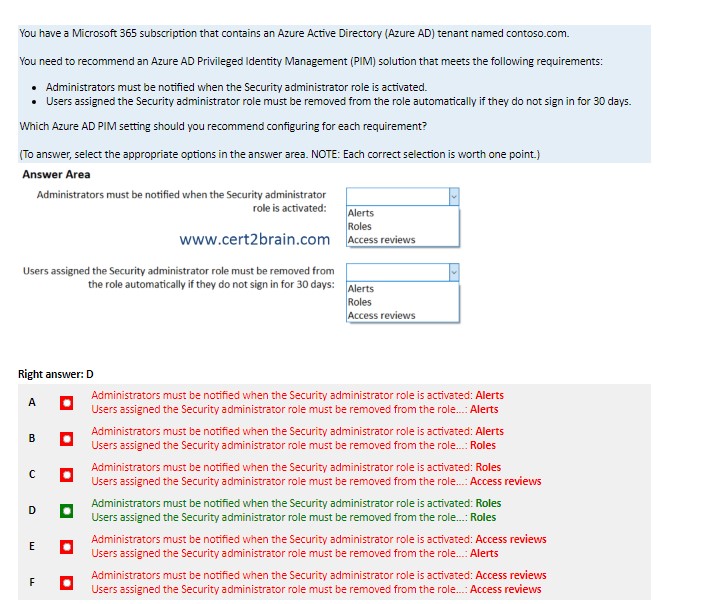 You have a Microsoft 365 subscription that contains an Azure Active Directory (Azure AD) tenant named contoso.com.
You need to recommend an Azure AD Privileged Identity Management (PIM) solution that meets the following requirements:
• Administrators must be notified when the Security administrator role is activated.
• Users assigned the Security administrator role must be removed from the role automatically if they do not sign in for 30 days.
Which Azure AD PIM setting should you recommend configuring for each requirement?
(To answer, select the appropriate options in the answer area. NOTE: Each correct selection is worth one point.)
Answer Area
Administrators must be notified when the Security administrator
role is activated:
Alerts
Roles
Access reviews
www.cert2brain.com
Users assigned the Security administrator role must be removed from
the role automatically if they do not sign in for 30 days:
Alerts
Roles
Access reviews
Right answer: D
A
Administrators must be notified when the Security administrator role is activated: Alerts
Users assigned the Security administrator role must be removed from the role...: Alerts
B
Administrators must be notified when the Security administrator role is activated: Alerts
Users assigned the Security administrator role must be removed from the role...: Roles
C
Administrators must be notified when the Security administrator role is activated: Roles
Users assigned the Security administrator role must be removed from the role...: Access reviews
D
Administrators must be notified when the Security administrator role is activated: Roles
Users assigned the Security administrator role must be removed from the role...: Roles
E
Administrators must be notified when the Security administrator role is activated: Access reviews
Users assigned the Security administrator role must be removed from the role...: Alerts
F
Administrators must be notified when the Security administrator role is activated: Access reviews
Users assigned the Security administrator role must be removed from the role...: Access reviews